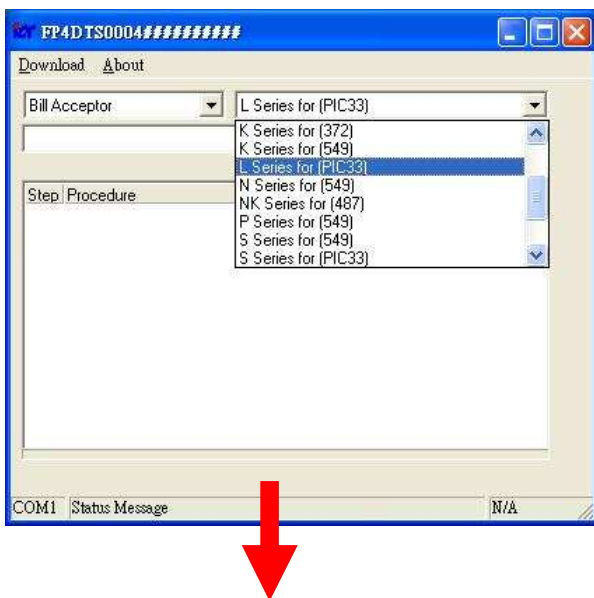 FP4DTS0004##########
Download About
Bill Acceptor L Series for (PIC33)
K Series for (372)
K Series for (549)
L Series for (PIC33)
Step Procedure
N Series for (549)
NK Series for (487)
P Series for (549)
S Series for (549)
S Series for (PIC33)
COM1 Status Message N/A